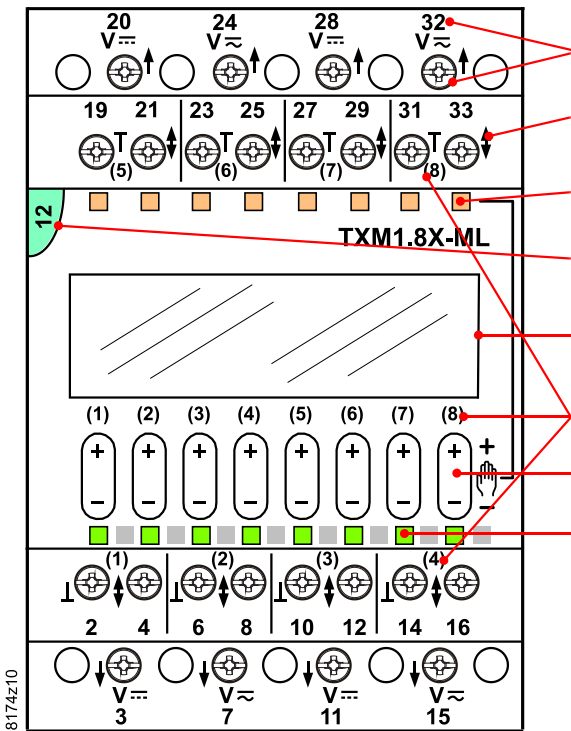 20 24 28 32
V⎓ V≂ V⎓ V≂
19 21 23 25 27 29 31 33
(5) (6) (7) (8)
12
TXM1.8X-ML
(1) (2) (3) (4) (5) (6) (7) (8)
+ + + + + + + + +
– – – – – – – – –
(1) (2) (3) (4)
2 4 6 8 10 12 14 16
V⎓ V≂ V⎓ V≂
3 7 11 15
8174z10